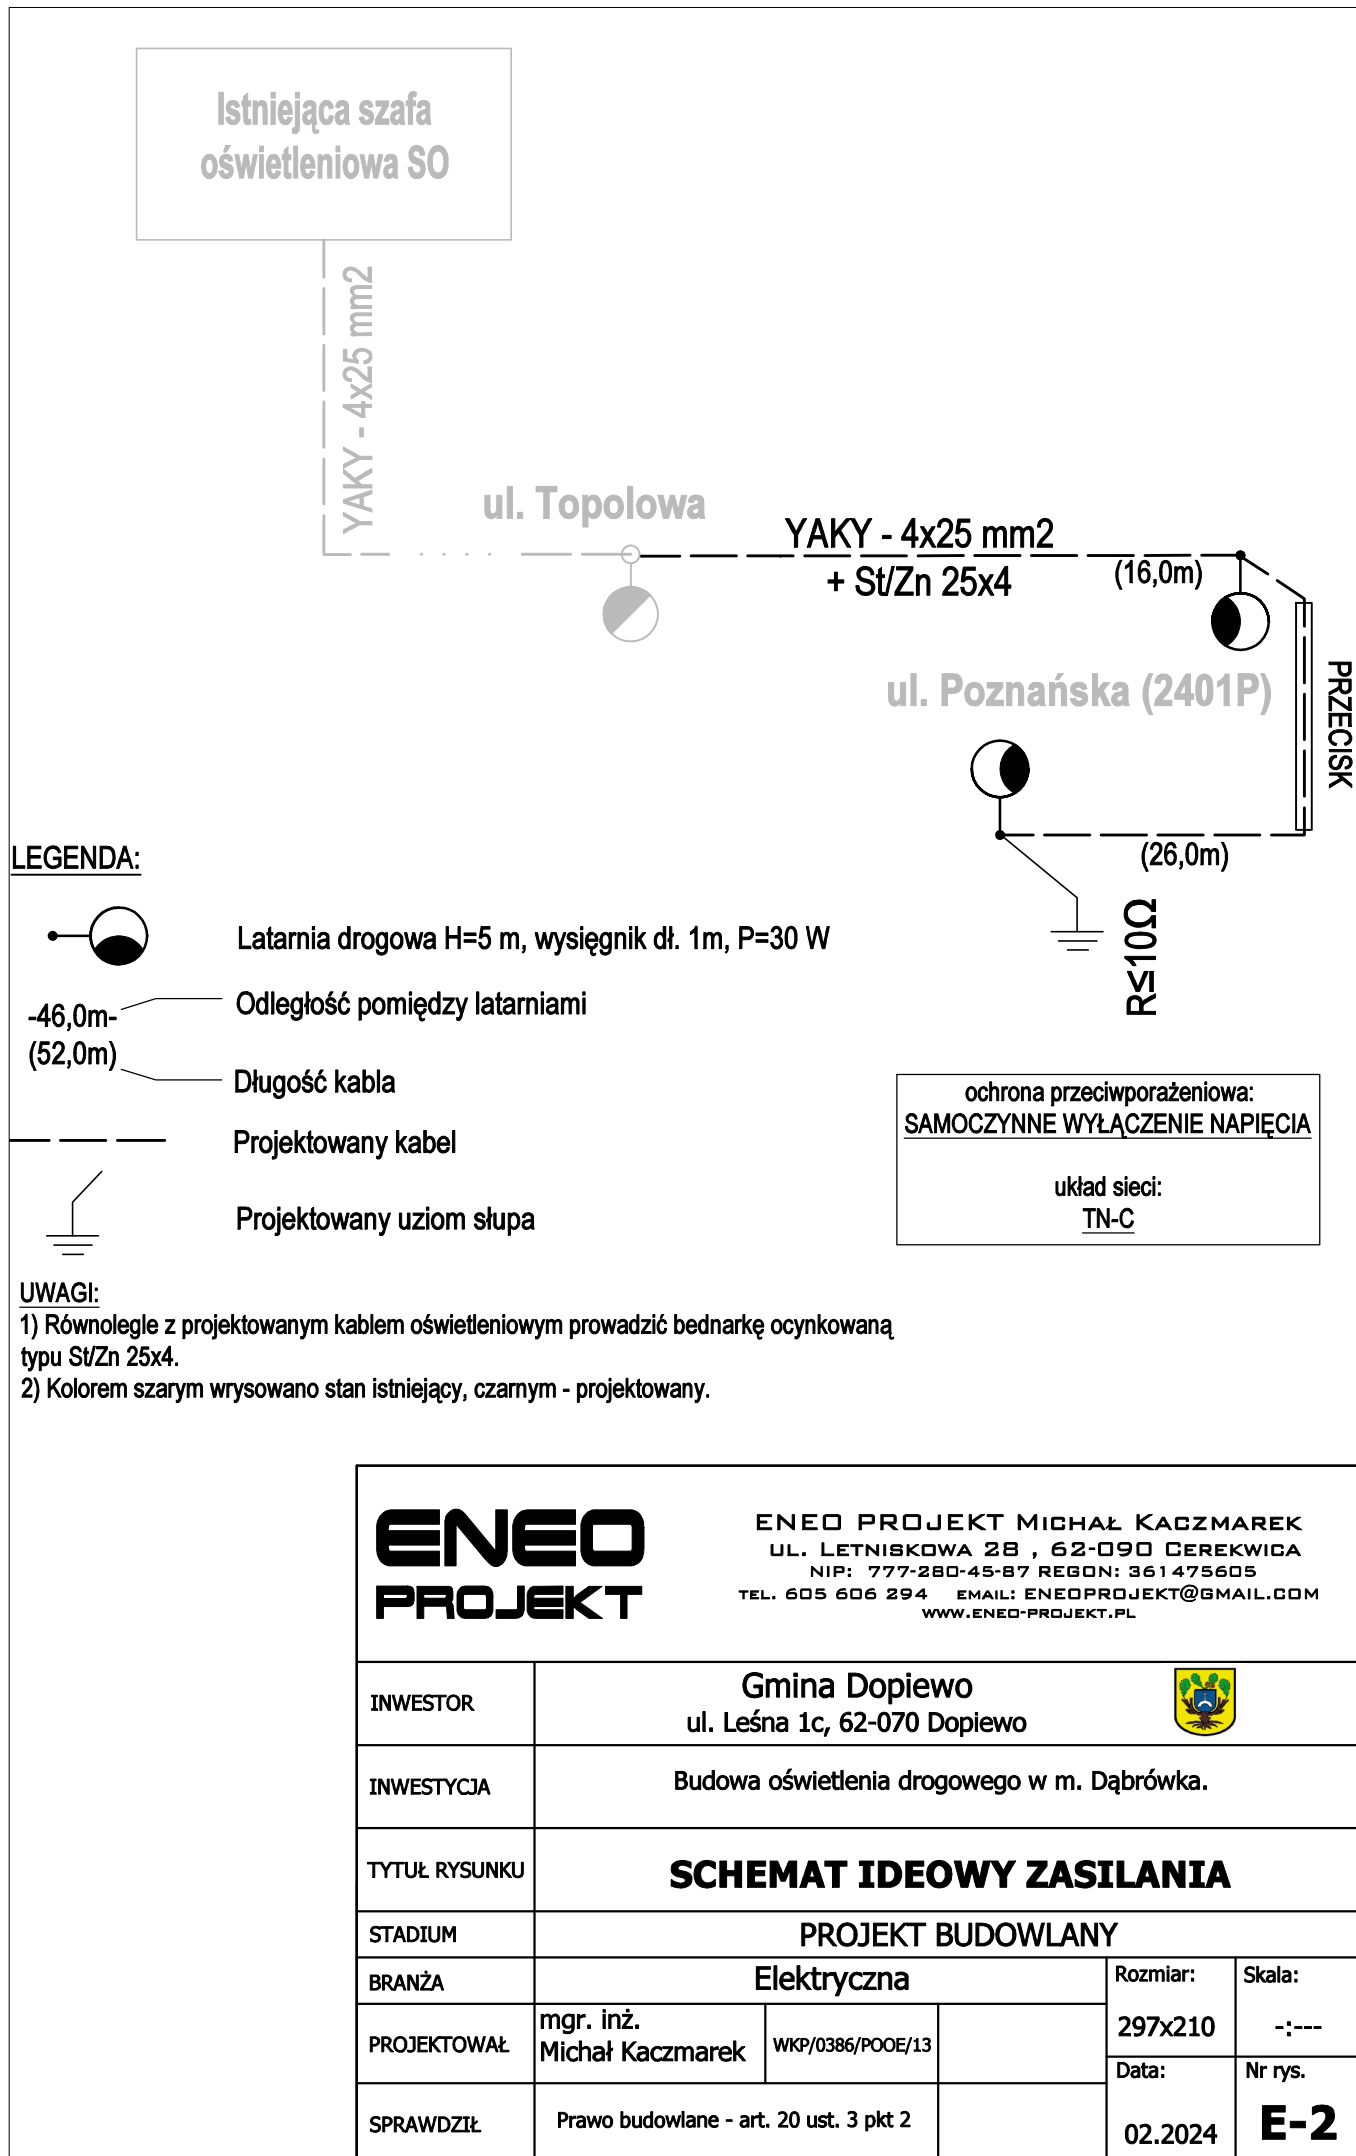 Istniejąca szafa
oświetleniowa SO
YAKY - 4x25 mm2
ul. Topolowa
YAKY - 4x25 mm2
+ St/Zn 25x4
(16,0m)
ul. Poznańska (2401P)
PRZECISK
(26,0m)
R≤10Ω
LEGENDA:
Latarnia drogowa H=5 m, wysięgnik dł. 1m, P=30 W
-46,0m-
Odległość pomiędzy latarniami
(52,0m)
Długość kabla
Projektowany kabel
Projektowany uziom słupa
ochrona przeciwporażeniowa:
SAMOCZYNNE WYŁĄCZENIE NAPIĘCIA
układ sieci:
TN-C
UWAGI:
1) Równolegle z projektowanym kablem oświetleniowym prowadzić bednarkę ocynkowaną
typu St/Zn 25x4.
2) Kolorem szarym wrysowano stan istniejący, czarnym - projektowany.
ENEO
PROJEKT
ENEO PROJEKT MICHAŁ KACZMAREK
UL. LETNISKOWA 28 , 62-090 CEREKWICA
NIP: 777-280-45-87 REGON: 361475605
TEL. 605 606 294 EMAIL: ENEOPROJEKT@GMAIL.COM
WWW.ENEO-PROJEKT.PL
INWESTOR
Gmina Dopiewo
ul. Leśna 1c, 62-070 Dopiewo
INWESTYCJA
Budowa oświetlenia drogowego w m. Dąbrówka.
TYTUŁ RYSUNKU
SCHEMAT IDEOWY ZASILANIA
STADIUM
PROJEKT BUDOWLANY
BRANŻA
Elektryczna
Rozmiar:
297x210
Skala:
-:---
PROJEKTOWAŁ
mgr. inż.
Michał Kaczmarek
WKP/0386/POOE/13
Data:
02.2024
Nr rys.
E-2
SPRAWDZIŁ
Prawo budowlane - art. 20 ust. 3 pkt 2